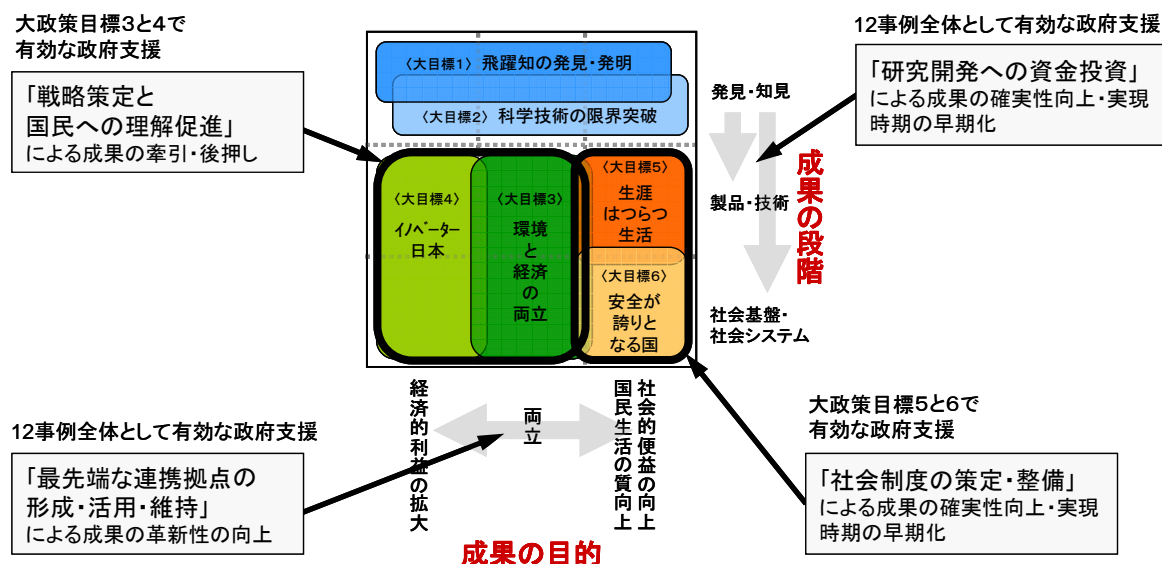 大政策目標3と4で
有効な政府支援
「戦略策定と
国民への理解促進」
による成果の牽引・後押し
〈大目標1〉 飛躍知の発見・発明
〈大目標2〉 科学技術の限界突破
〈大目標4〉
ｲﾉﾍﾞｰﾀｰ
日本
〈大目標3〉
環境
と
経済
の
両立
〈大目標5〉
生涯
はつらつ
生活
〈大目標6〉
安全が
誇りと
なる国
発見・知見
製品・技術
社会基盤・
社会システム
成果の段階
12事例全体として有効な政府支援
「研究開発への資金投資」
による成果の確実性向上・実現
時期の早期化
経済的利益の拡大
両立
社会的便益の向上
国民生活の質向上
成果の目的
12事例全体として有効な政府支援
「最先端な連携拠点の
形成・活用・維持」
による成果の革新性の向上
大政策目標5と6で
有効な政府支援
「社会制度の策定・整備」
による成果の確実性向上・実現
時期の早期化